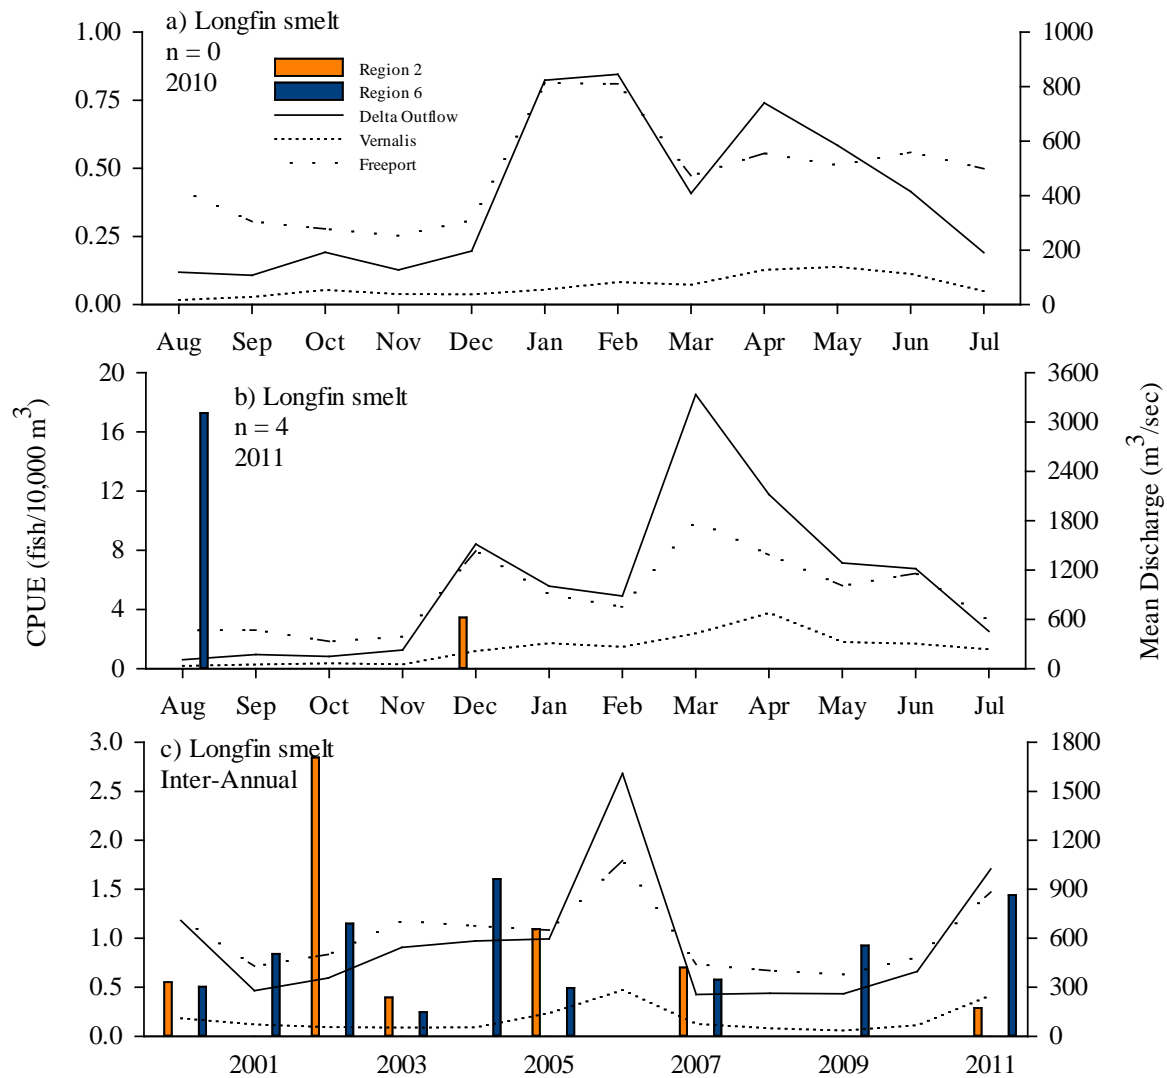 a) Longfin smelt
n = 0
2010
Region 2
Region 6
Delta Outflow
Vernalis
Freeport
1.00
0.75
0.50
0.25
0.00
1000
800
600
400
200
0
Aug Sep Oct Nov Dec Jan Feb Mar Apr May Jun Jul
CPUE (fish/10,000 m³)
Mean Discharge (m³/sec)
b) Longfin smelt
n = 4
2011
20
16
12
8
4
0
3600
3000
2400
1800
1200
600
0
Aug Sep Oct Nov Dec Jan Feb Mar Apr May Jun Jul
c) Longfin smelt
Inter-Annual
3.0
2.5
2.0
1.5
1.0
0.5
0.0
1800
1500
1200
900
600
300
0
2001 2003 2005 2007 2009 2011